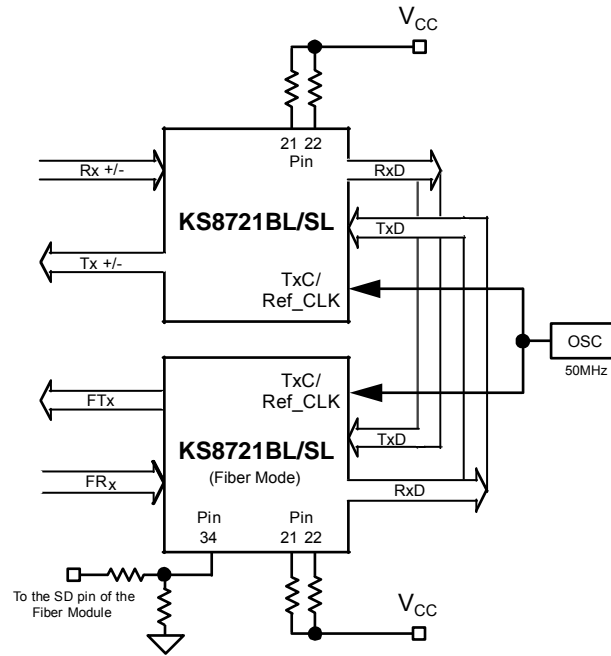 VCC
21 22
Pin
Rx +/-
RxD
KS8721BL/SL
TxD
Tx +/-
TxC/
Ref_CLK
OSC
50MHz
TxC/
Ref_CLK
FTx
TxD
KS8721BL/SL
(Fiber Mode)
FRx
RxD
Pin
34
Pin
21 22
To the SD pin of the
Fiber Module
VCC